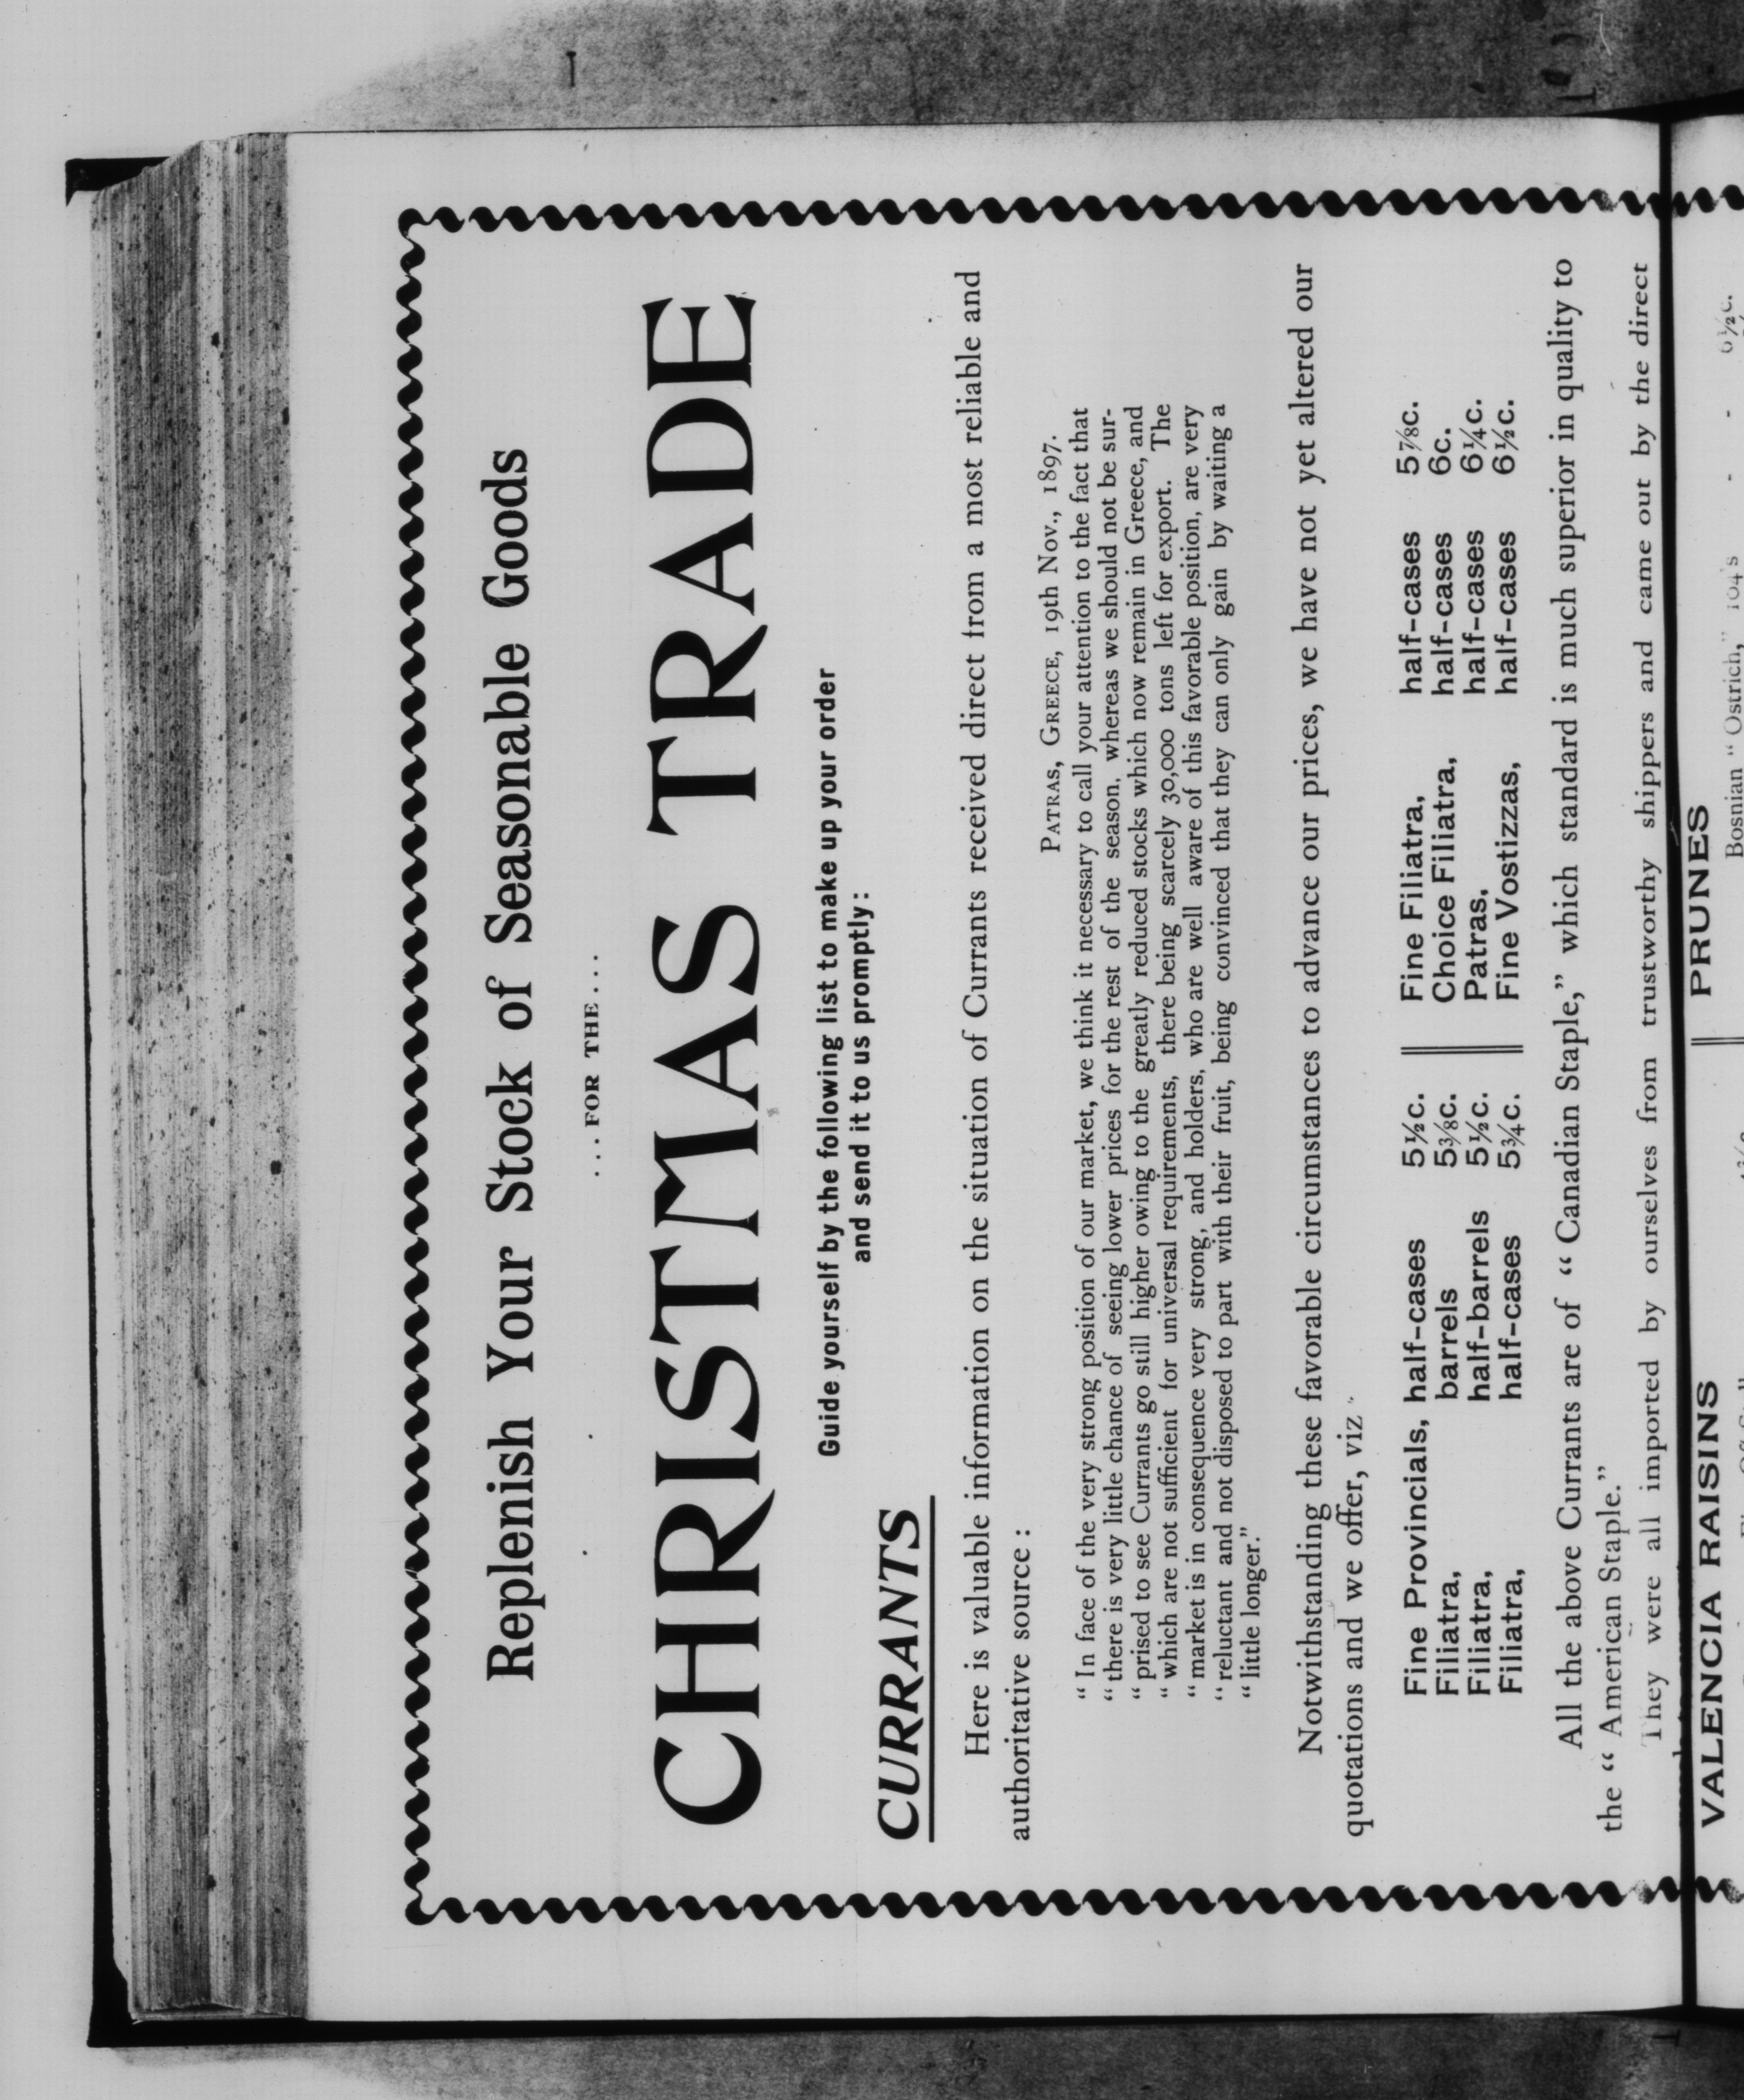 Replenish Your Stock of Seasonable Goods
...FOR THE...
CHRISTMAS TRADE
Guide yourself by the following list to make up your order
and send it to us promptly:
CURRANTS
Here is valuable information on the situation of Currants received direct from a most reliable and
authoritative source :
PATRAS, GREECE, 19th Nov., 1897.
“ In face of the very strong position of our market, we think it necessary to call your attention to the fact that
“ there is very little chance of seeing lower prices for the rest of the season, whereas we should not be sur-
“ prised to see Currants go still higher owing to the greatly reduced stocks which now remain in Greece, and
“ which are not sufficient for universal requirements, there being scarcely 30,000 tons left for export. The
“ market is in consequence very strong, and holders, who are well aware of this favorable position, are very
“ reluctant and not disposed to part with their fruit, being convinced that they can only gain by waiting a
“ little longer.”
Notwithstanding these favorable circumstances to advance our prices, we have not yet altered our
quotations and we offer, viz
Fine Provincials, half-cases 5½c.
Filiatra, barrels 5⅜c.
Filiatra, half-barrels 5½c.
Filiatra, half-cases 5¾c.
Fine Filiatra, half-cases 5⅞c.
Choice Filiatra, half-cases 6c.
Patras, half-cases 6¼c.
Fine Vostizzas, half-cases 6½c.
All the above Currants are of “ Canadian Staple,” which standard is much superior in quality to
the “ American Staple.”
They were all imported by ourselves from trustworthy shippers and came out by the direct
VALENCIA RAISINS
PRUNES
Bosnian “ Ostrich,” 104's - - 6½c.